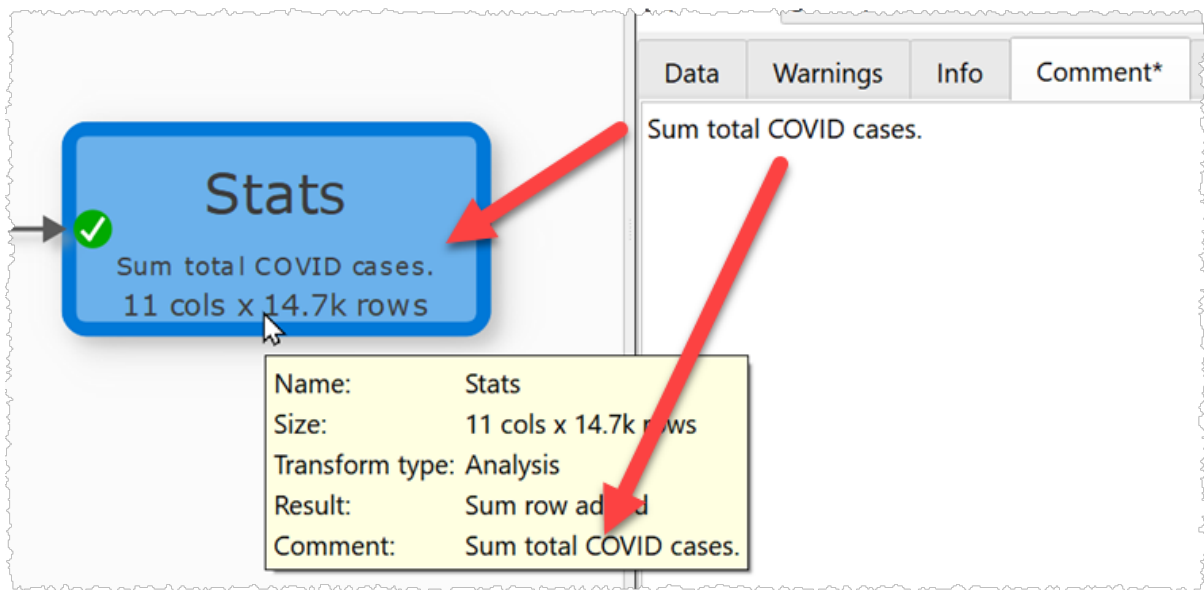 Data Warnings Info Comment*
Sum total COVID cases.
Stats
Sum total COVID cases.
11 cols x 14.7k rows
Name: Stats
Size: 11 cols x 14.7k rows
Transform type: Analysis
Result: Sum row added
Comment: Sum total COVID cases.